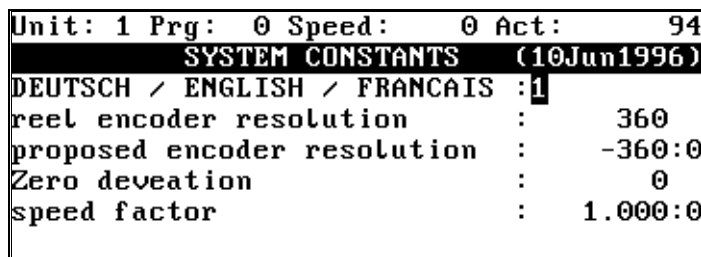 Unit: 1 Prg: 0 Speed: 0 Act: 94
SYSTEM CONSTANTS (10Jun1996)
DEUTSCH / ENGLISH / FRANCAIS :1
reel encoder resolution : 360
proposed encoder resolution : -360:0
Zero deveation : 0
speed factor : 1.000:0